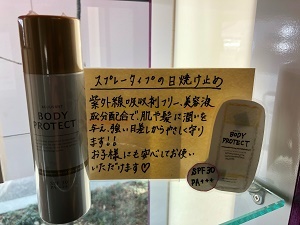 BODY
PROTECT
スプレータイプの日焼け止め
紫外線吸収剤フリー、美容液
成分配合で、肌や髪に潤いを
与え、強い日差しからやさしく守り
ます!!
お子様にも安心してお使い
いただけます♡
BODY
PROTECT
SPF30
PA+++